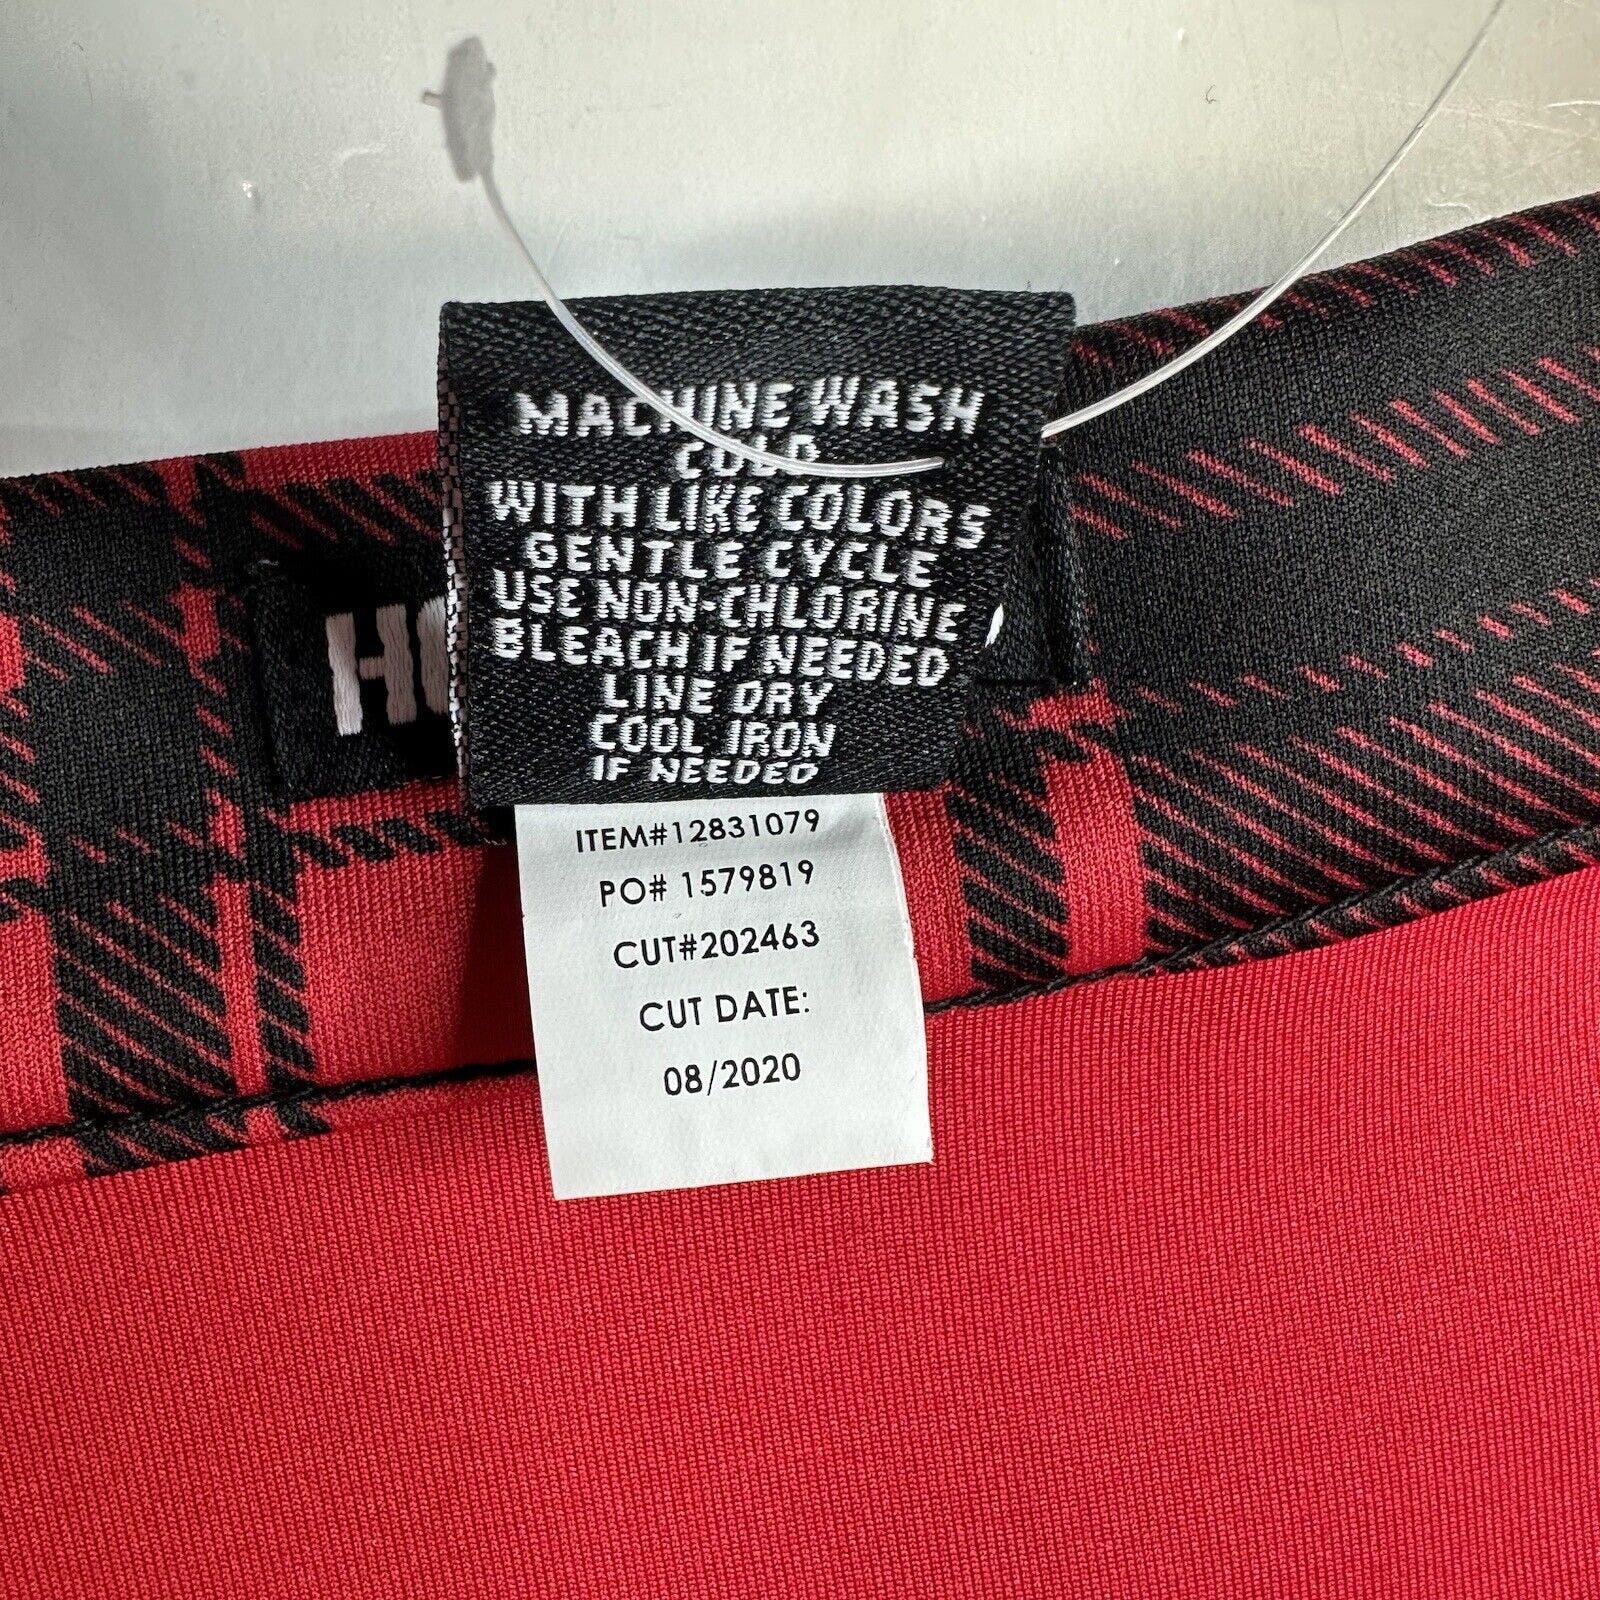 MACHINE WASH
COLD
WITH LIKE COLORS
GENTLE CYCLE
USE NON-CHLORINE
BLEACH IF NEEDED
LINE DRY
COOL IRON
IF NEEDED
ITEM#12831079
PO# 1579819
CUT#202463
CUT DATE:
08/2020